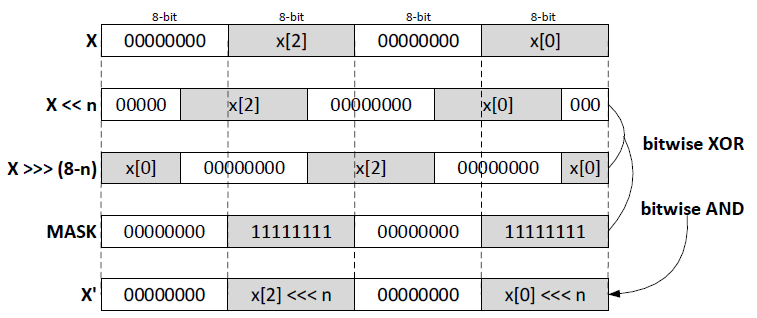 8-bit 8-bit 8-bit 8-bit
X 00000000 x[2] 00000000 x[0]
X << n 00000 x[2] 00000000 x[0] 000
bitwise XOR
X >>> (8-n) x[0] 00000000 x[2] 00000000 x[0]
bitwise AND
MASK 00000000 11111111 00000000 11111111
X' 00000000 x[2] <<< n 00000000 x[0] <<< n